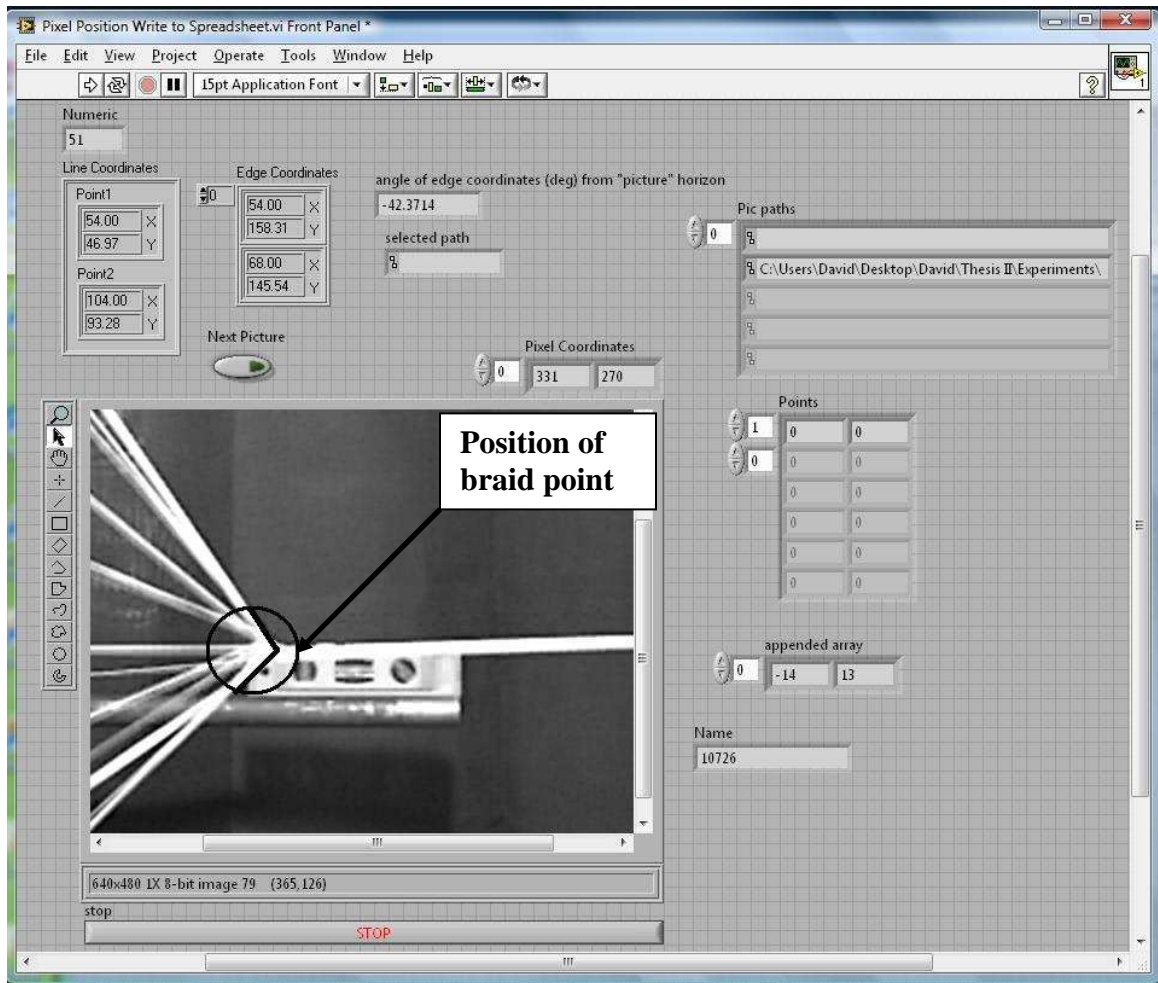 Pixel Position Write to Spreadsheet.vi Front Panel *
File Edit View Project Operate Tools Window Help
15pt Application Font
1
Numeric
51
Line Coordinates
Point1
54.00 X
46.97 Y
Point2
104.00 X
93.28 Y
0
Edge Coordinates
54.00 X
158.31 Y
68.00 X
145.54 Y
angle of edge coordinates (deg) from "picture" horizon
-42.3714
selected path
Pic paths
0
C:\Users\David\Desktop\David\Thesis II\Experiments\
Next Picture
Pixel Coordinates
0 331 270
Position of
braid point
Points
1 0 0
0 0 0
0 0
0 0
0 0
0 0
appended array
0 -14 13
Name
10726
640x480 1X 8-bit image 79 (365,126)
stop
STOP